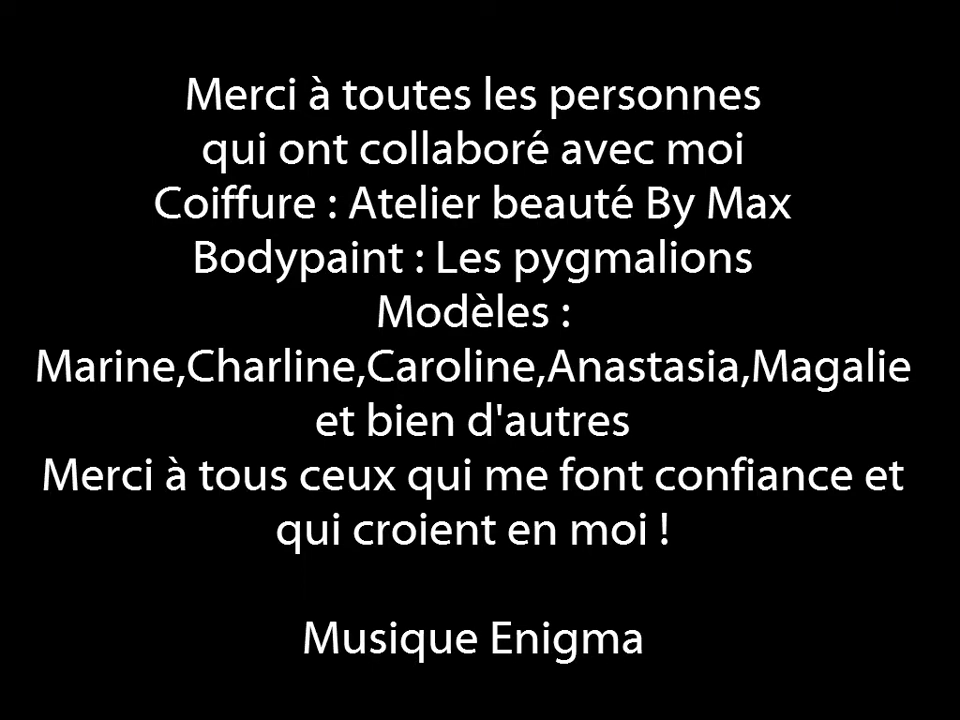 Merci à toutes les personnes
qui ont collaboré avec moi
Coiffure : Atelier beauté By Max
Bodypaint : Les pygmalions
Modèles :
Marine,Charline,Caroline,Anastasia,Magalie
et bien d'autres
Merci à tous ceux qui me font confiance et
qui croient en moi !
Musique Enigma